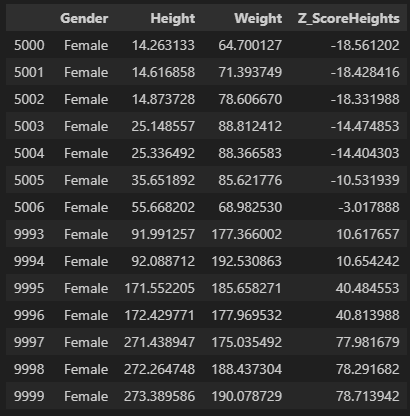 Gender Height Weight Z_ScoreHeights
5000 Female 14.263133 64.700127 -18.561202
5001 Female 14.616858 71.393749 -18.428416
5002 Female 14.873728 78.606670 -18.331988
5003 Female 25.148557 88.812412 -14.474853
5004 Female 25.336492 88.366583 -14.404303
5005 Female 35.651892 85.621776 -10.531939
5006 Female 55.668202 68.982530 -3.017888
9993 Female 91.991257 177.366002 10.617657
9994 Female 92.088712 192.530863 10.654242
9995 Female 171.552205 185.658271 40.484553
9996 Female 172.429771 177.969532 40.813988
9997 Female 271.438947 175.035492 77.981679
9998 Female 272.264748 188.437304 78.291682
9999 Female 273.389586 190.078729 78.713942